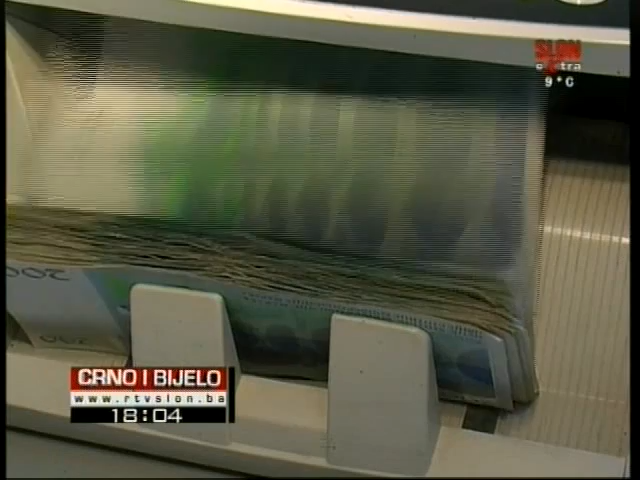 SLON
extra
9°C
200
200
CRNO I BIJELO
www.rtvslon.ba
18:04